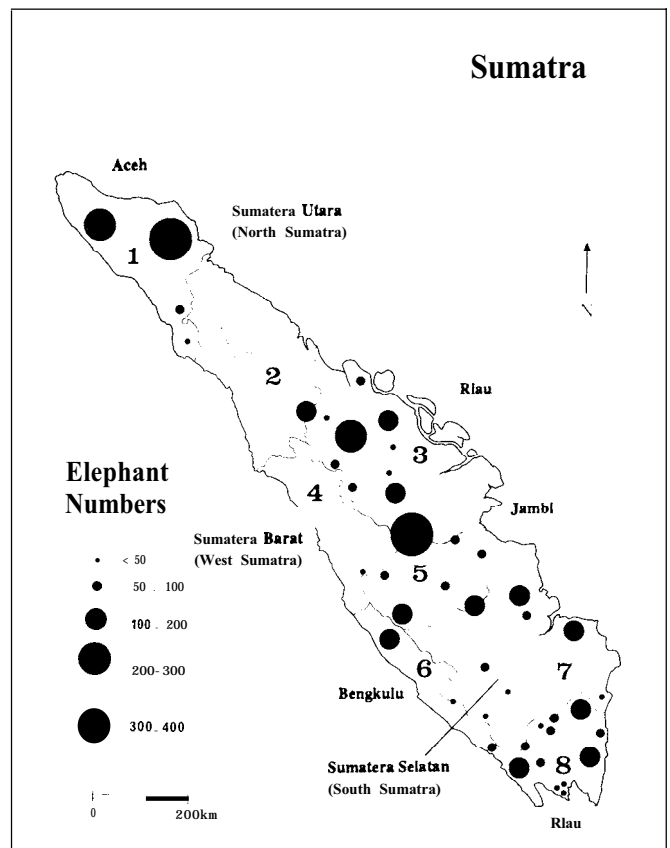 Sumatra
Aceh
Sumatera Utara
(North Sumatra)
1
N
2
Riau
3
Elephant
Numbers
4
Jambi
Sumatera Barat
(West Sumatra)
< 50
5
50 . 100
100 . 200
6
7
200-300
Bengkulu
300-400
8
Sumatera Selatan
(South Sumatra)
0
200km
RIau